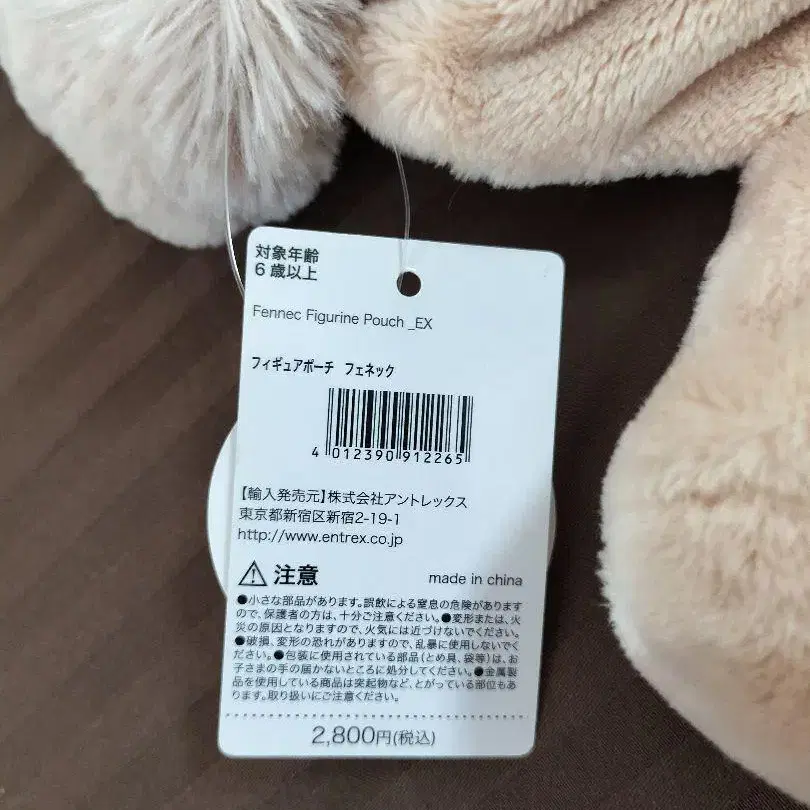 対象年齢
6歳以上
Fennec Figurine Pouch _EX
フィギュアポーチ フェネック
4 012390 912265
【輸入発売元】株式会社アントレックス
東京都新宿区新宿2-19-1
http://www.entrex.co.jp
⚠注意 made in china
●小さな部品があります。誤飲による窒息の危険があります
ので、保護者の方は、十分ご注意ください。●変形または、火
災の原因となりますので、火気には近づけないでください。
●破損、変形の恐れがありますので、乱暴に使用しないでく
ださい。●包装に使用されている部品(とめ具、袋等)は、お
子さまの手の届かないところに処分してください。●金属製
品を使用している商品は突起物など、とがっている部位もあ
ります。取り扱いにご注意ください。
2,800円(税込)